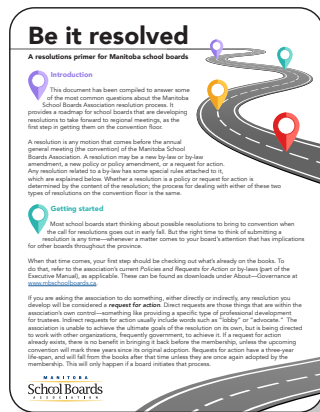 Be it resolved
A resolutions primer for Manitoba school boards
Introduction
This document has been compiled to answer some
of the most common questions about the Manitoba
School Boards Association resolution process. It
provides a roadmap for school boards that are developing
resolutions to take forward to regional meetings, as the
first step in getting them on the convention floor.
A resolution is any motion that comes before the annual
general meeting (the convention) of the Manitoba School
Boards Association. A resolution may be a new by-law or by-law
amendment, a new policy or policy amendment, or a request for action.
Any resolution related to a by-law has some special rules attached to it,
which are explained below. Whether a resolution is a policy or request for action is
determined by the content of the resolution; the process for dealing with either of these two
types of resolutions on the convention floor is the same.
Getting started
Most school boards start thinking about possible resolutions to bring to convention when
the call for resolutions goes out in early fall. But the right time to think of submitting a
resolution is any time—whenever a matter comes to your board's attention that has implications
for other boards throughout the province.
When that time comes, your first step should be checking out what's already on the books. To
do that, refer to the association's current Policies and Requests for Action or by-laws (part of the
Executive Manual), as applicable. These can be found as downloads under About—Governance at
www.mbschoolboards.ca.
If you are asking the association to do something, either directly or indirectly, any resolution you
develop will be considered a request for action. Direct requests are those things that are within the
association's own control—something like providing a specific type of professional development
for trustees. Indirect requests for action usually include words such as "lobby" or "advocate." The
association is unable to achieve the ultimate goals of the resolution on its own, but is being directed
to work with other organizations, frequently government, to achieve it. If a request for action
already exists, there is no benefit in bringing it back before the membership, unless the upcoming
convention will mark three years since its original adoption. Requests for action have a three-year
life-span, and will fall from the books after that time unless they are once again adopted by the
membership. This will only happen if a board initiates that process.
MANITOBA
School Boards
ASSOCIATION